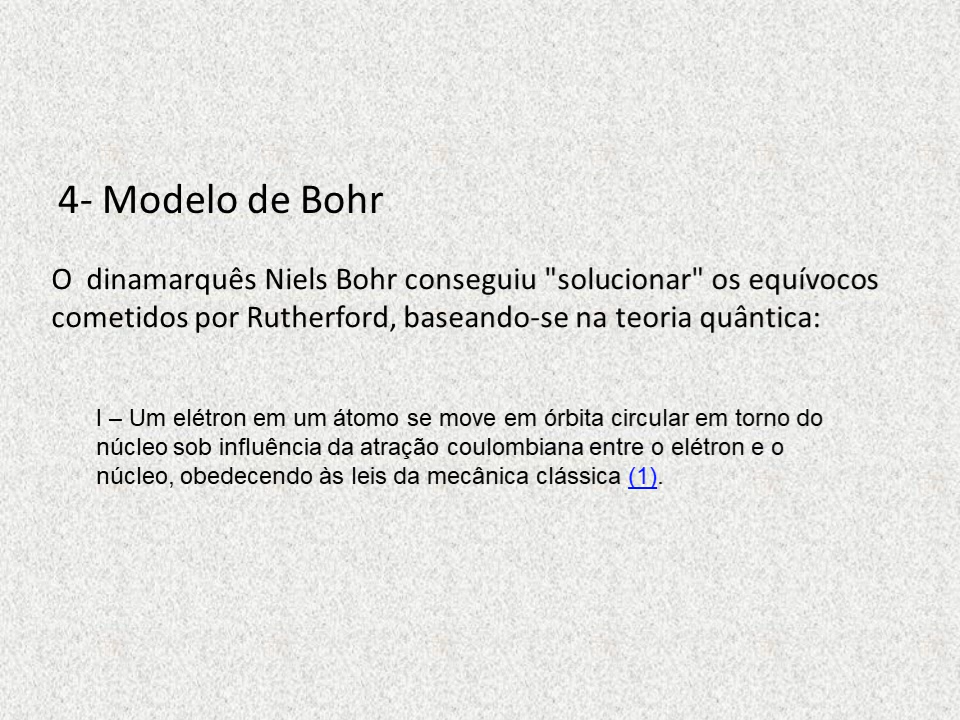 4- Modelo de Bohr
O dinamarquês Niels Bohr conseguiu "solucionar" os equívocos
cometidos por Rutherford, baseando-se na teoria quântica:
I – Um elétron em um átomo se move em órbita circular em torno do
núcleo sob influência da atração coulombiana entre o elétron e o
núcleo, obedecendo às leis da mecânica clássica (1).